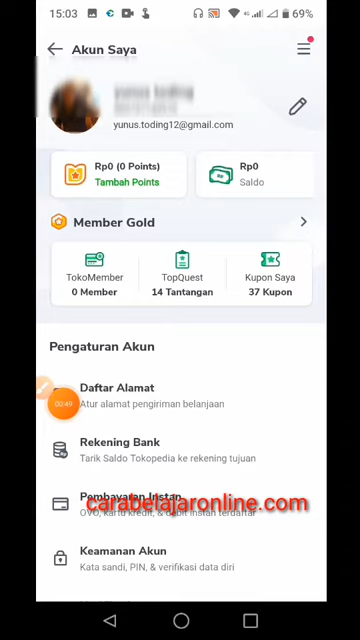 15:03 69%
Akun Saya
yunus.toding12@gmail.com
Rp0 (0 Points) Rp0
Tambah Points Saldo
Member Gold
TokoMember TopQuest Kupon Saya
0 Member 14 Tantangan 37 Kupon
Pengaturan Akun
Daftar Alamat
Atur alamat pengiriman belanjaan
Rekening Bank
Tarik Saldo Tokopedia ke rekening tujuan
Pembayaran Instan
carabelajaronline.com
OVO, kartu kredit, & debit instan terdaftar
Keamanan Akun
Kata sandi, PIN, & verifikasi data diri